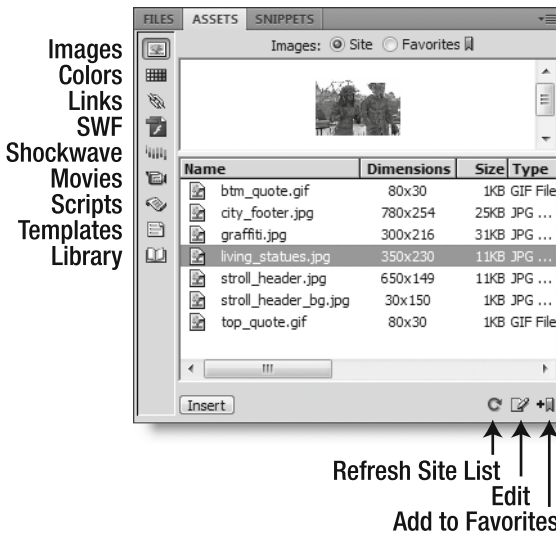 FILES ASSETS SNIPPETS
Images: Site Favorites
Images
Colors
Links
SWF
Shockwave
Movies
Scripts
Templates
Library
Name Dimensions Size Type
btm_quote.gif 80x30 1KB GIF File
city_footer.jpg 780x254 25KB JPG ...
graffiti.jpg 300x216 31KB JPG ...
living_statues.jpg 350x230 11KB JPG ...
stroll_header.jpg 650x149 11KB JPG ...
stroll_header_bg.jpg 30x150 1KB JPG ...
top_quote.gif 80x30 1KB GIF File
Insert
Refresh Site List
Edit
Add to Favorites